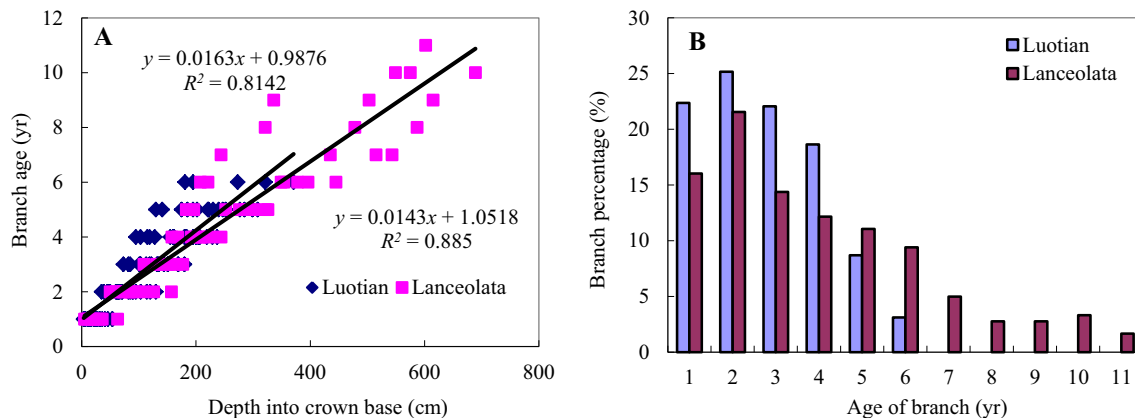 A
y = 0.0163x + 0.9876
R² = 0.8142
y = 0.0143x + 1.0518
R² = 0.885
Luotian Lanceolata
Branch age (yr)
12
10
8
6
4
2
0
0 200 400 600 800
Depth into crown base (cm)
B
Luotian
Lanceolata
Branch percentage (%)
30
25
20
15
10
5
0
1 2 3 4 5 6 7 8 9 10 11
Age of branch (yr)